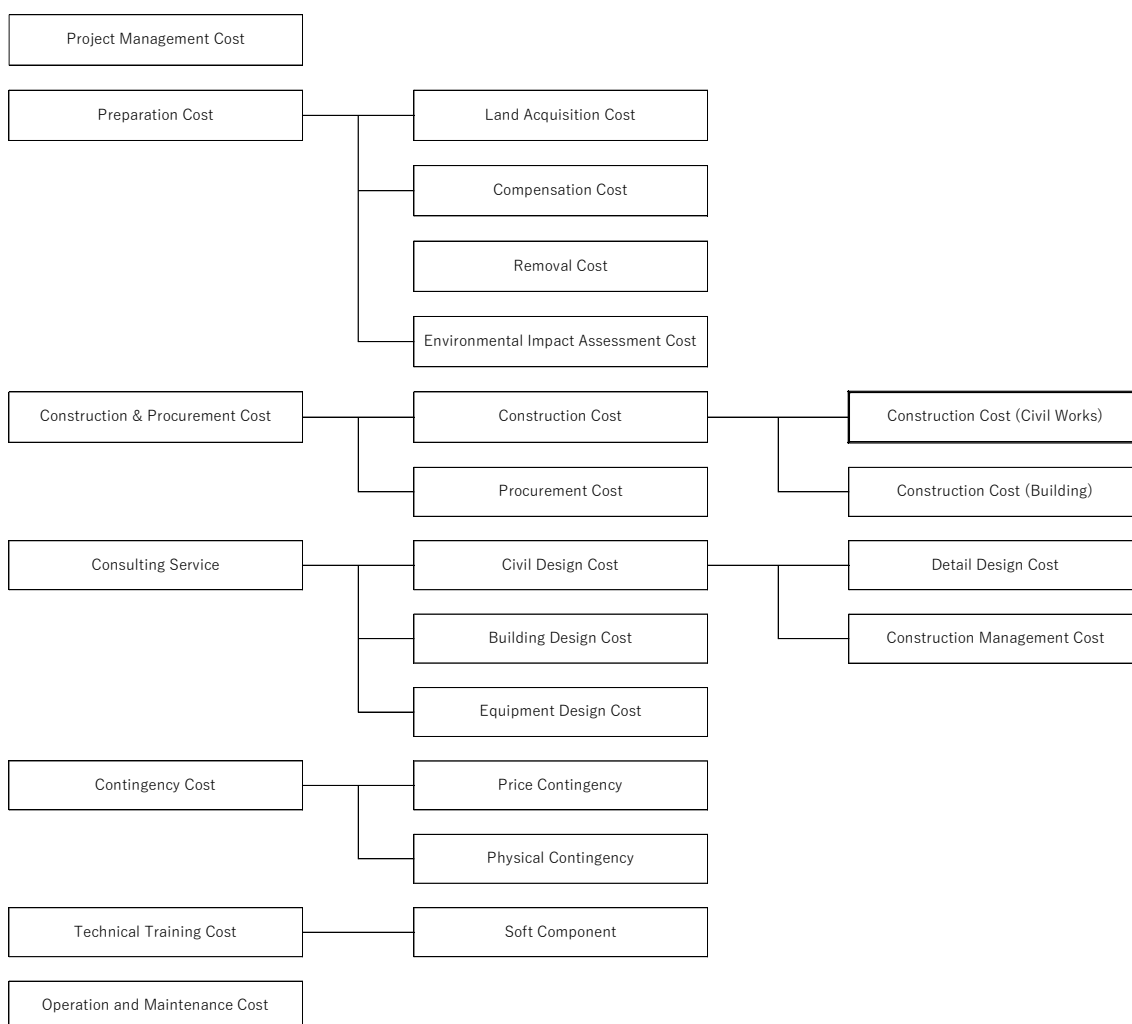 Project Management Cost
Preparation Cost
Land Acquisition Cost
Compensation Cost
Removal Cost
Environmental Impact Assessment Cost
Construction & Procurement Cost
Construction Cost
Construction Cost (Civil Works)
Procurement Cost
Construction Cost (Building)
Consulting Service
Civil Design Cost
Detail Design Cost
Building Design Cost
Construction Management Cost
Equipment Design Cost
Contingency Cost
Price Contingency
Physical Contingency
Technical Training Cost
Soft Component
Operation and Maintenance Cost